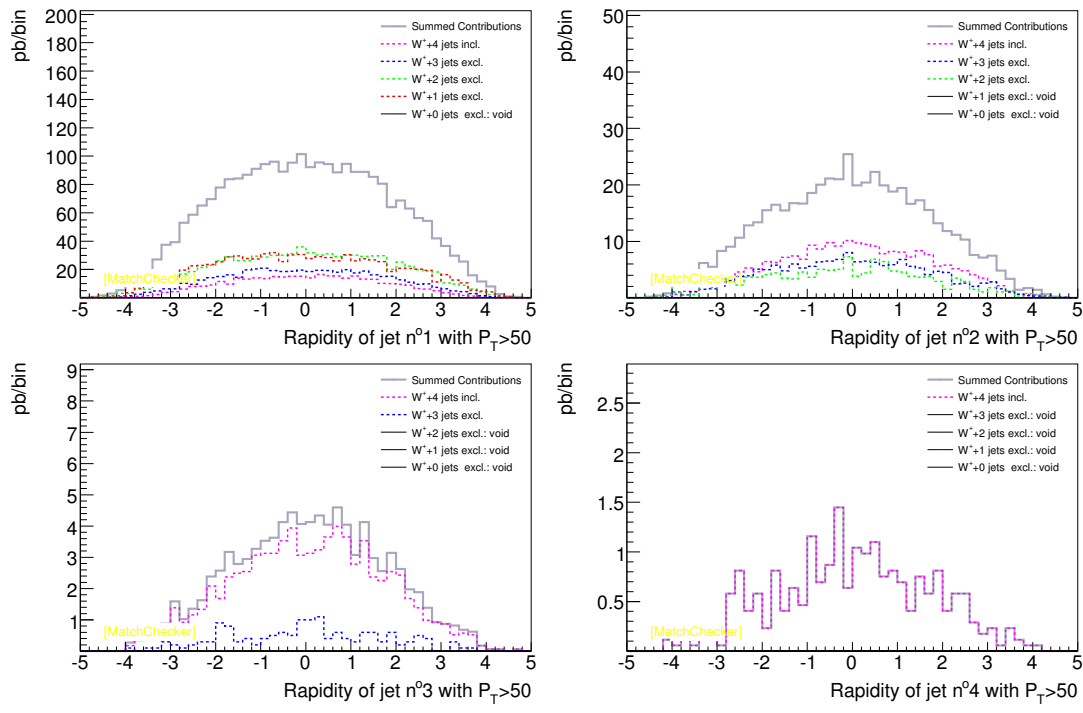 pb/bin
200
180
160
140
120
100
80
60
40
20
Summed Contributions
W⁺+4 jets incl.
W⁺+3 jets excl.
W⁺+2 jets excl.
W⁺+1 jets excl.
W⁺+0 jets excl.: void
[MatchChecker]
-5 -4 -3 -2 -1 0 1 2 3 4 5
Rapidity of jet n°1 with P_T>50
pb/bin
50
40
30
20
10
Summed Contributions
W⁺+4 jets incl.
W⁺+3 jets excl.
W⁺+2 jets excl.
W⁺+1 jets excl.: void
W⁺+0 jets excl.: void
[MatchChecker]
-5 -4 -3 -2 -1 0 1 2 3 4 5
Rapidity of jet n°2 with P_T>50
pb/bin
9
8
7
6
5
4
3
2
1
Summed Contributions
W⁺+4 jets incl.
W⁺+3 jets excl.
W⁺+2 jets excl.: void
W⁺+1 jets excl.: void
W⁺+0 jets excl.: void
[MatchChecker]
-5 -4 -3 -2 -1 0 1 2 3 4 5
Rapidity of jet n°3 with P_T>50
pb/bin
2.5
2
1.5
1
0.5
Summed Contributions
W⁺+4 jets incl.
W⁺+3 jets excl.: void
W⁺+2 jets excl.: void
W⁺+1 jets excl.: void
W⁺+0 jets excl.: void
[MatchChecker]
-5 -4 -3 -2 -1 0 1 2 3 4 5
Rapidity of jet n°4 with P_T>50